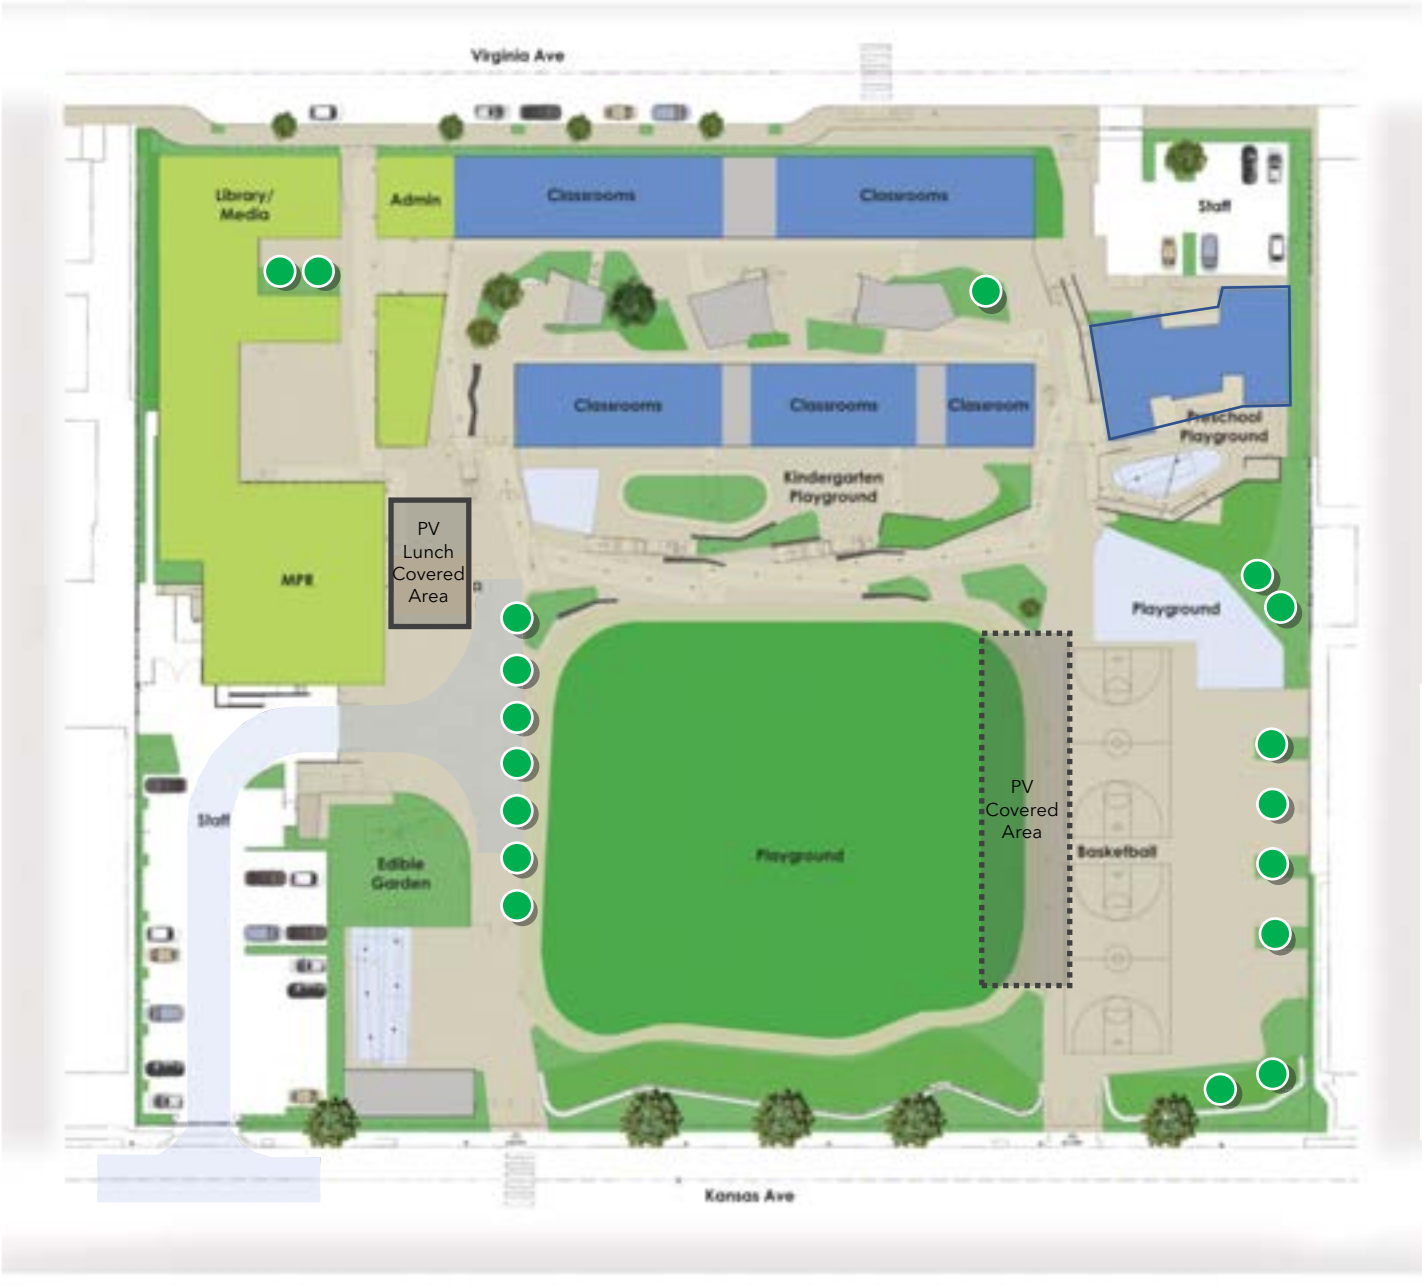 Virginia Ave
Library/
Media
Admin
Classrooms
Classrooms
Staff
Classrooms
Classrooms
Classroom
Preschool
Playground
Kindergarten
Playground
PV
Lunch
Covered
Area
MPR
Playground
PV
Covered
Area
Staff
Playground
Basketball
Edible
Garden
Kansas Ave